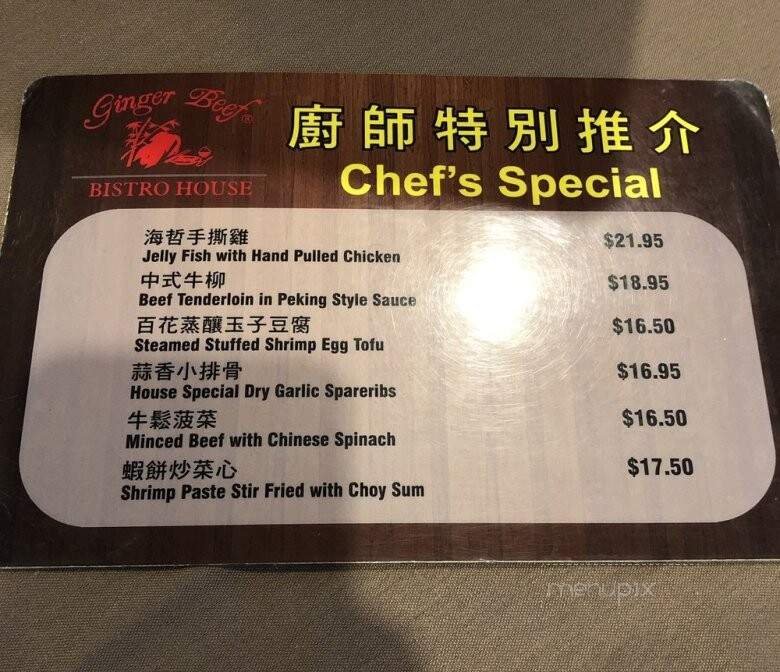 Ginger Beef®
BISTRO HOUSE
廚師特別推介
Chef's Special
海哲手撕雞
Jelly Fish with Hand Pulled Chicken
$21.95
中式牛柳
Beef Tenderloin in Peking Style Sauce
$18.95
百花蒸釀玉子豆腐
Steamed Stuffed Shrimp Egg Tofu
$16.50
蒜香小排骨
House Special Dry Garlic Spareribs
$16.95
牛鬆菠菜
Minced Beef with Chinese Spinach
$16.50
蝦餅炒菜心
Shrimp Paste Stir Fried with Choy Sum
$17.50
menupix